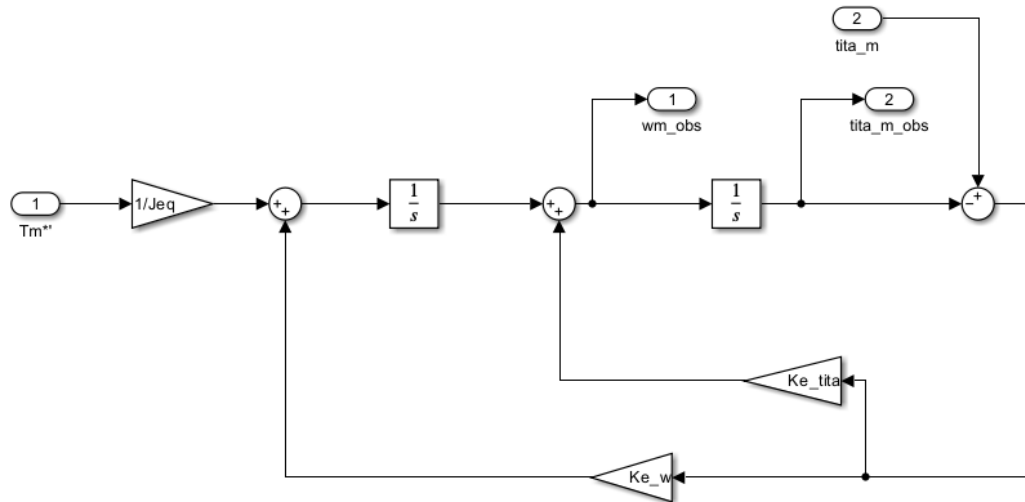 2
tita_m
1
wm_obs
2
tita_m_obs
1
Tm*'
1/Jeq
+
+
1
s
+
+
1
s
+
−
Ke_tita
Ke_w